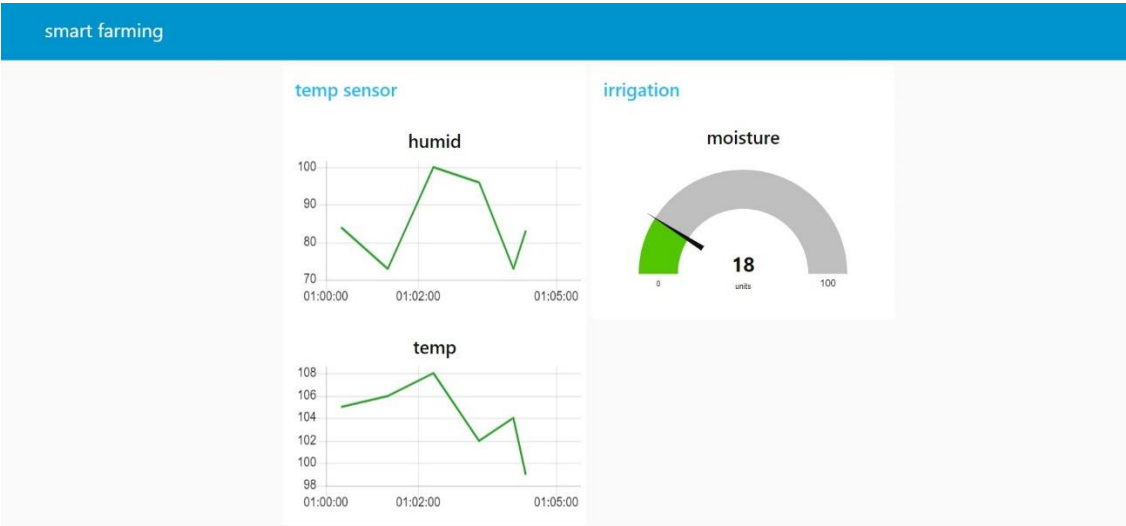 smart farming
temp sensor
humid
100
90
80
70
01:00:00 01:02:00 01:05:00
temp
108
106
104
102
100
98
01:00:00 01:02:00 01:05:00
irrigation
moisture
18
units
0 100